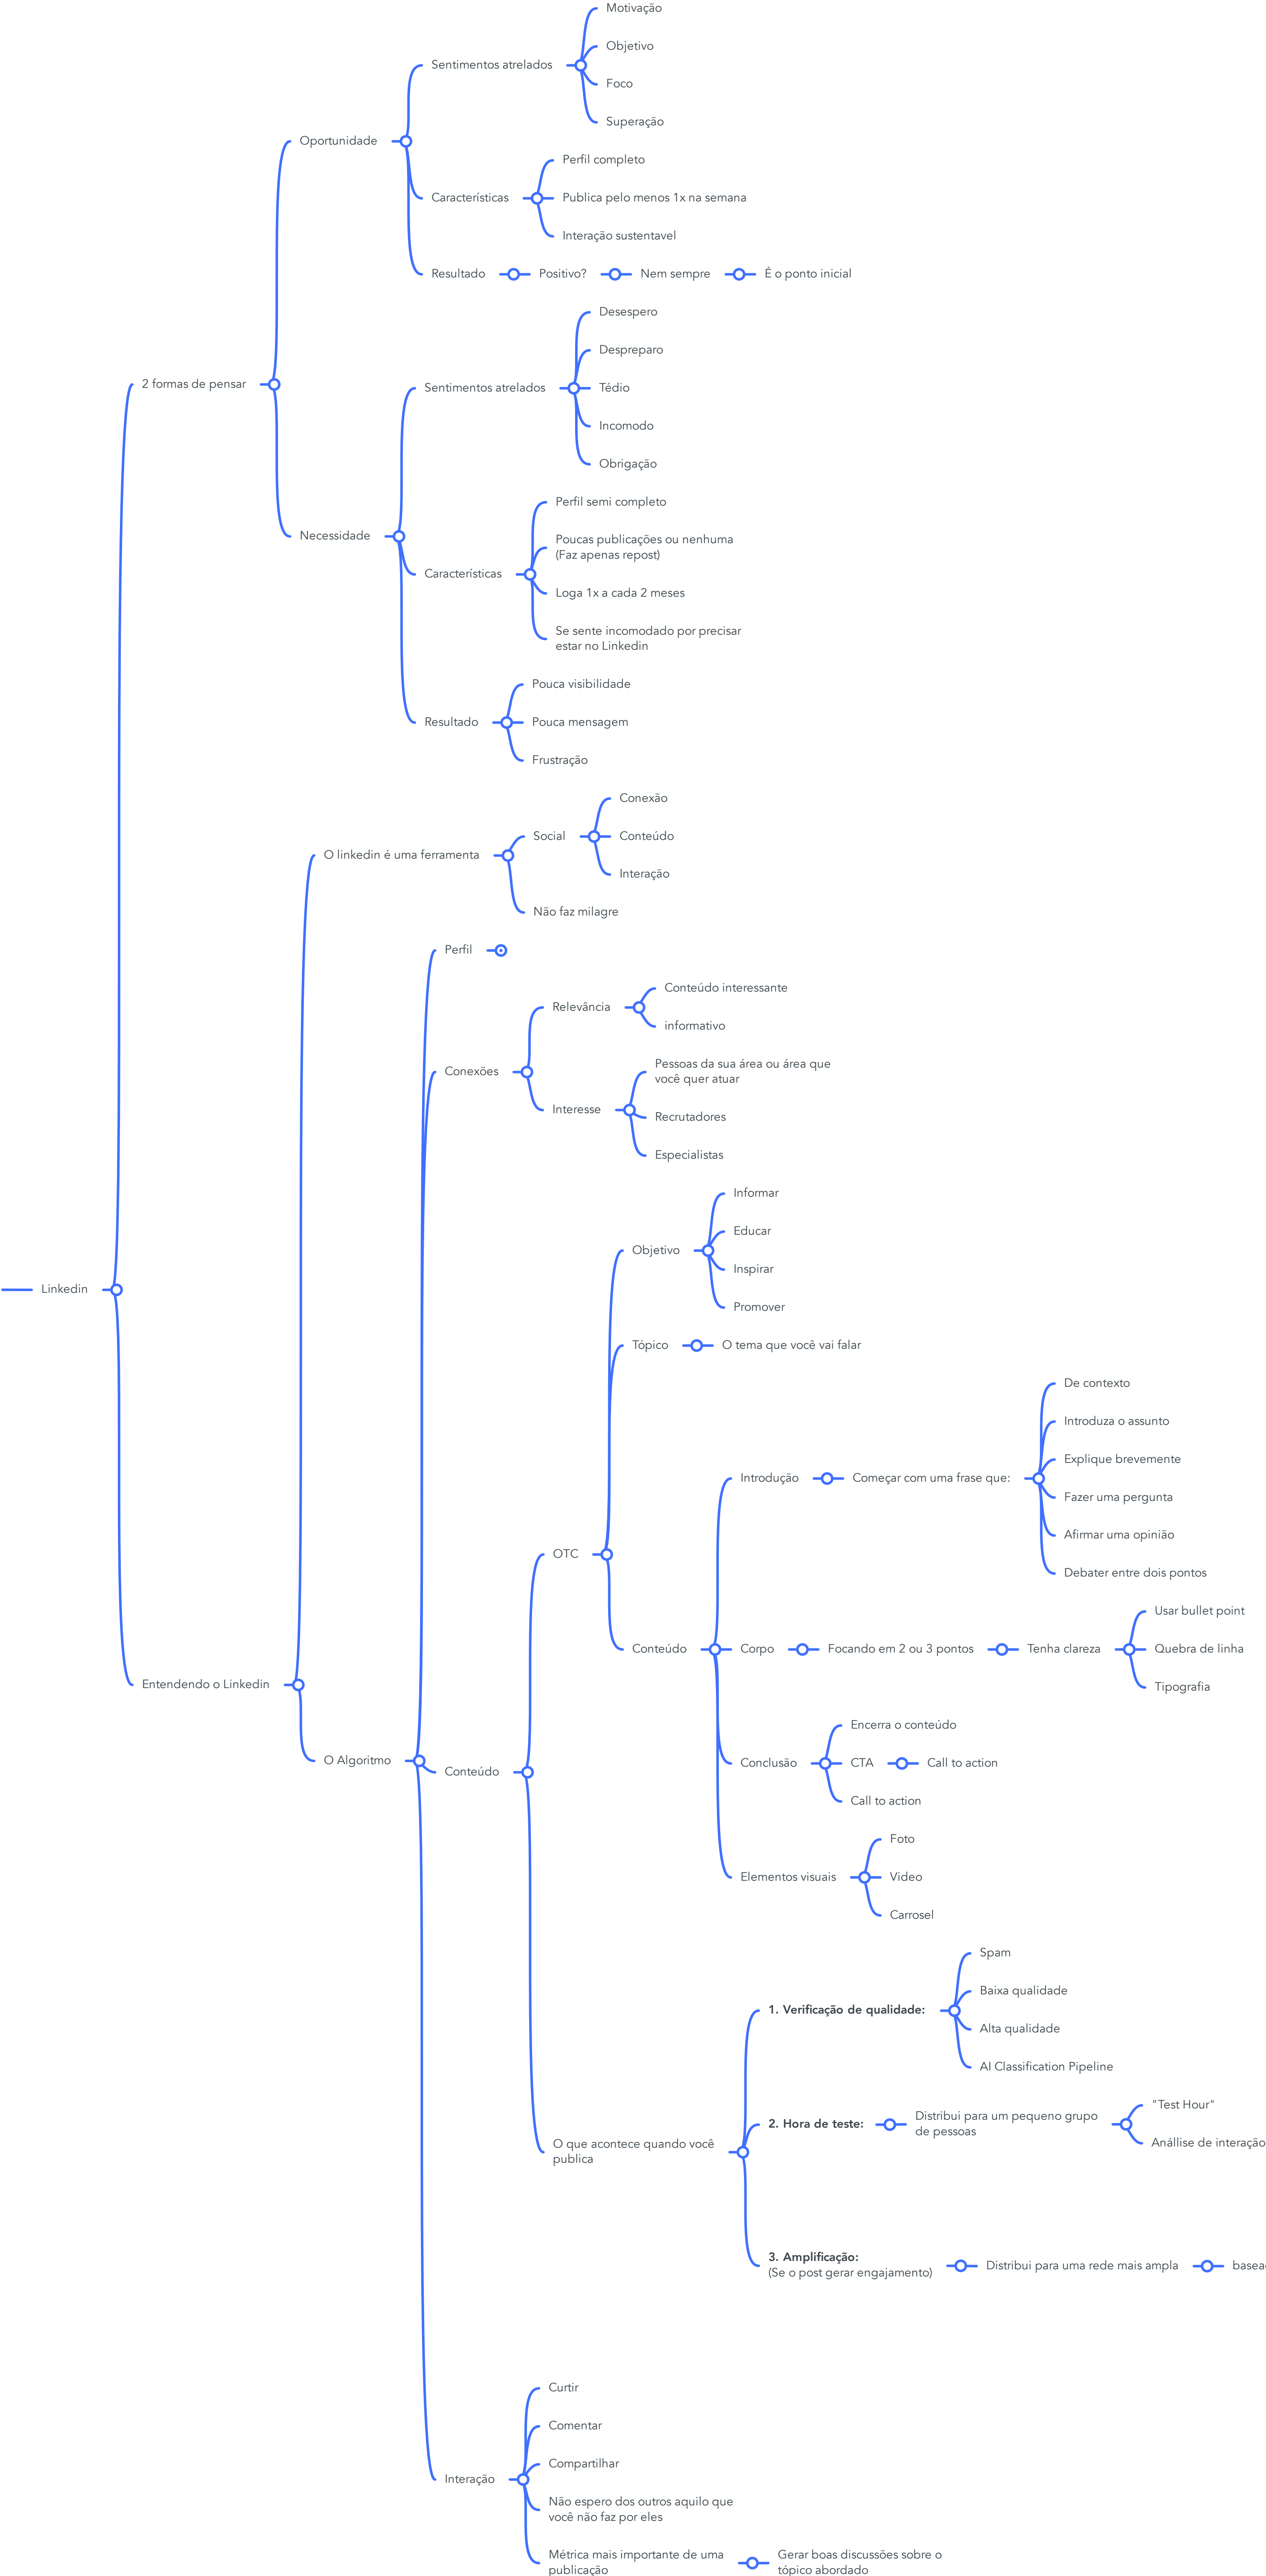 Motivação
Objetivo
Sentimentos atrelados
Foco
Superação
Oportunidade
Perfil completo
Características
Publica pelo menos 1x na semana
Interação sustentavel
Resultado
Positivo?
Nem sempre
É o ponto inicial
Desespero
Despreparo
2 formas de pensar
Sentimentos atrelados
Tédio
Incomodo
Obrigação
Perfil semi completo
Necessidade
Poucas publicações ou nenhuma
(Faz apenas repost)
Características
Loga 1x a cada 2 meses
Se sente incomodado por precisar
estar no Linkedin
Pouca visibilidade
Resultado
Pouca mensagem
Frustração
Conexão
Social
Conteúdo
O linkedin é uma ferramenta
Interação
Não faz milagre
Perfil
Conteúdo interessante
Relevância
informativo
Conexões
Pessoas da sua área ou área que
você quer atuar
Interesse
Recrutadores
Especialistas
Informar
Educar
Objetivo
Inspirar
Linkedin
Promover
Tópico
O tema que você vai falar
De contexto
Introduza o assunto
Explique brevemente
Introdução
Começar com uma frase que:
Fazer uma pergunta
Afirmar uma opinião
OTC
Debater entre dois pontos
Usar bullet point
Conteúdo
Corpo
Focando em 2 ou 3 pontos
Tenha clareza
Quebra de linha
Entendendo o Linkedin
Tipografia
Encerra o conteúdo
O Algoritmo
Conclusão
CTA
Call to action
Conteúdo
Call to action
Foto
Elementos visuais
Video
Carrosel
Spam
Baixa qualidade
1. Verificação de qualidade:
Alta qualidade
AI Classification Pipeline
"Test Hour"
2. Hora de teste:
Distribui para um pequeno grupo
de pessoas
Anállise de interação
O que acontece quando você
publica
3. Amplificação:
(Se o post gerar engajamento)
Distribui para uma rede mais ampla
Curtir
Comentar
Compartilhar
Interação
Não espero dos outros aquilo que
você não faz por eles
Métrica mais importante de uma
publicação
Gerar boas discussões sobre o
tópico abordado